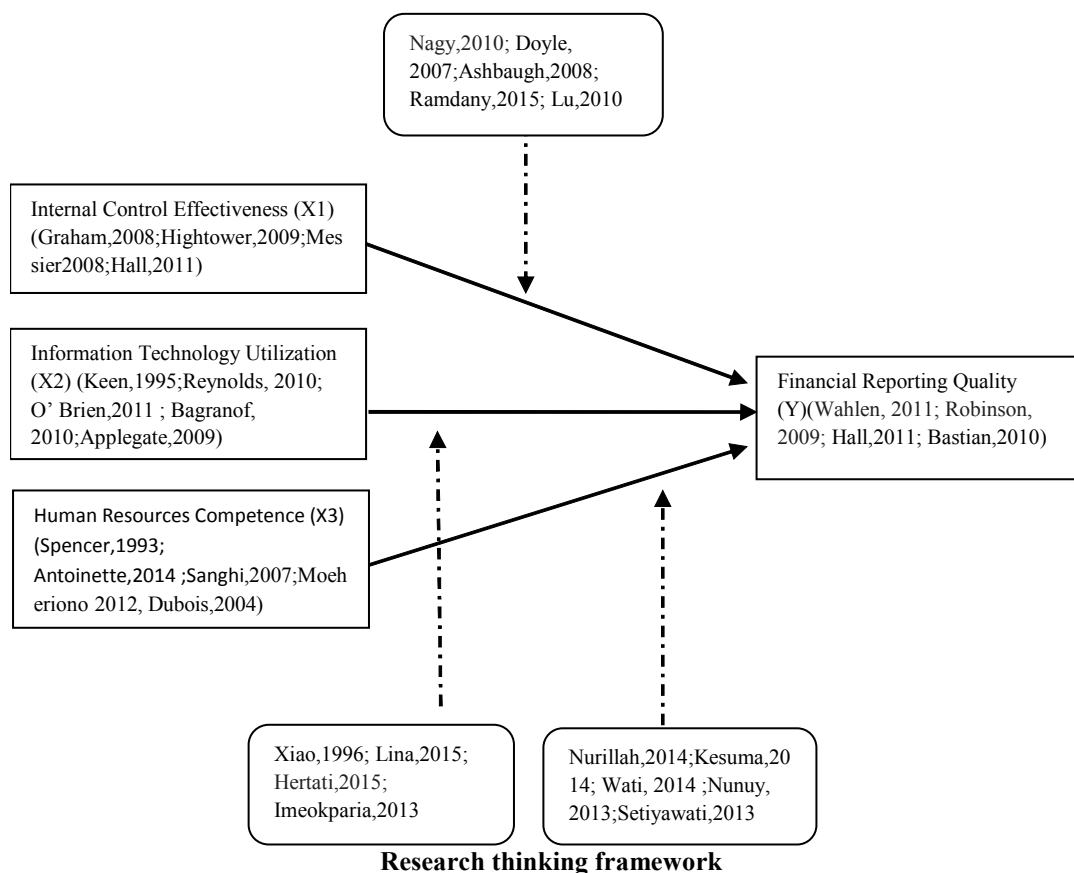 Nagy,2010; Doyle,
2007;Ashbaugh,2008;
Ramdany,2015; Lu,2010
Internal Control Effectiveness (X1)
(Graham,2008;Hightower,2009;Mes
sier2008;Hall,2011)
Information Technology Utilization
(X2) (Keen,1995;Reynolds, 2010;
O’ Brien,2011 ; Bagranof,
2010;Applegate,2009)
Financial Reporting Quality
(Y)(Wahlen, 2011; Robinson,
2009; Hall,2011; Bastian,2010)
Human Resources Competence (X3)
(Spencer,1993;
Antoinette,2014 ;Sanghi,2007;Moeh
eriono 2012, Dubois,2004)
Xiao,1996; Lina,2015;
Hertati,2015;
Imeokparia,2013
Nurillah,2014;Kesuma,20
14; Wati, 2014 ;Nunuy,
2013;Setiyawati,2013
Research thinking framework